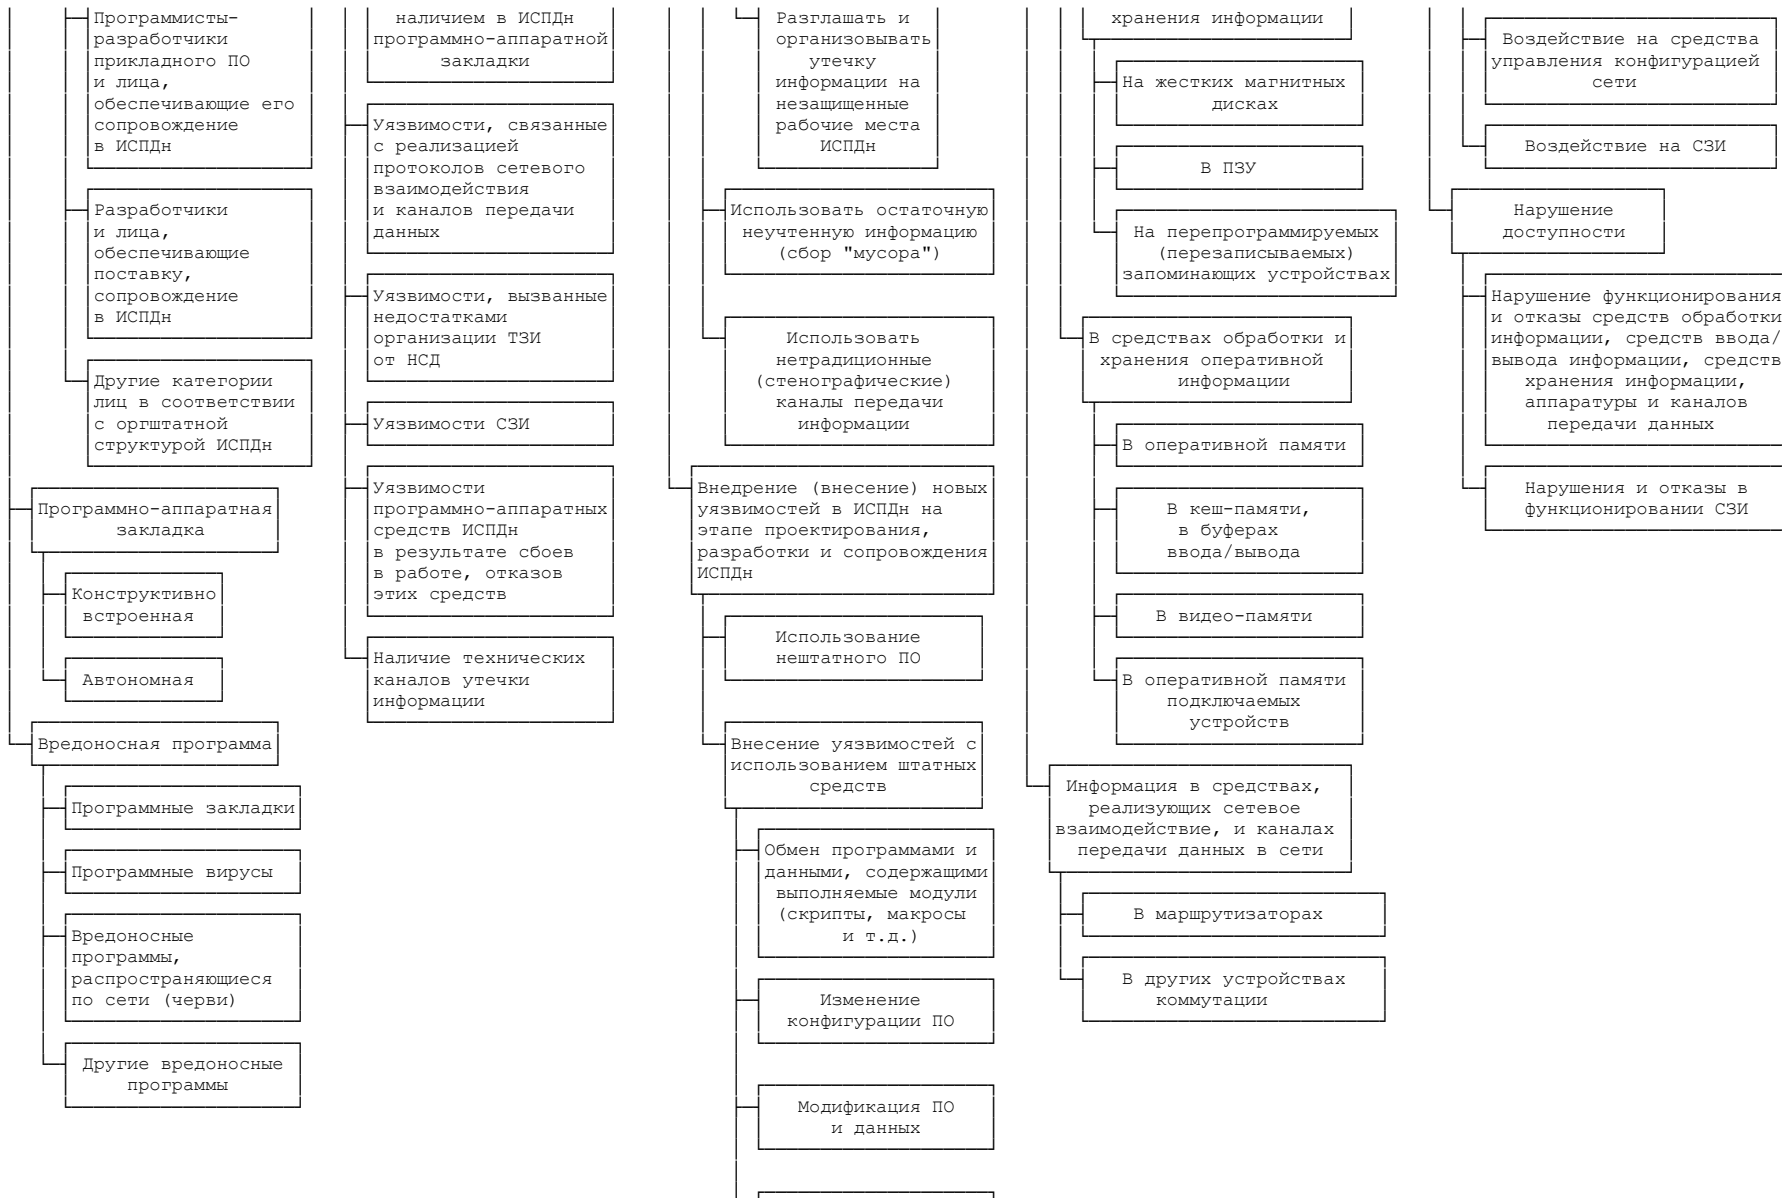 Программисты-
разработчики
прикладного ПО
и лица,
обеспечивающие его
сопровождение
в ИСПДн
Разработчики
и лица,
обеспечивающие
поставку,
сопровождение
в ИСПДн
Другие категории
лиц в соответствии
с оргштатной
структурой ИСПДн
Программно-аппаратная
закладка
Конструктивно
встроенная
Автономная
Вредоносная программа
Программные закладки
Программные вирусы
Вредоносные
программы,
распространяющиеся
по сети (черви)
Другие вредоносные
программы
наличием в ИСПДн
программно-аппаратной
закладки
Уязвимости, связанные
с реализацией
протоколов сетевого
взаимодействия
и каналов передачи
данных
Уязвимости, вызванные
недостатками
организации ТЗИ
от НСД
Уязвимости СЗИ
Уязвимости
программно-аппаратных
средств ИСПДн
в результате сбоев
в работе, отказов
этих средств
Наличие технических
каналов утечки
информации
Разглашать и
организовывать
утечку
информации на
незащищенные
рабочие места
ИСПДн
Использовать остаточную
неучтенную информацию
(сбор "мусора")
Использовать
нетрадиционные
(стенографические)
каналы передачи
информации
Внедрение (внесение) новых
уязвимостей в ИСПДн на
этапе проектирования,
разработки и сопровождения
ИСПДн
Использование
нештатного ПО
Внесение уязвимостей с
использованием штатных
средств
Обмен программами и
данными, содержащими
выполняемые модули
(скрипты, макросы
и т.д.)
Изменение
конфигурации ПО
Модификация ПО
и данных
хранения информации
На жестких магнитных
дисках
В ПЗУ
На перепрограммируемых
(перезаписываемых)
запоминающих устройствах
В средствах обработки и
хранения оперативной
информации
В оперативной памяти
В кеш-памяти,
в буферах
ввода/вывода
В видео-памяти
В оперативной памяти
подключаемых
устройств
Информация в средствах,
реализующих сетевое
взаимодействие, и каналах
передачи данных в сети
В маршрутизаторах
В других устройствах
коммутации
Воздействие на средства
управления конфигурацией
сети
Воздействие на СЗИ
Нарушение
доступности
Нарушение функционирования
и отказы средств обработки
информации, средств ввода/
вывода информации, средств
хранения информации,
аппаратуры и каналов
передачи данных
Нарушения и отказы в
функционировании СЗИ